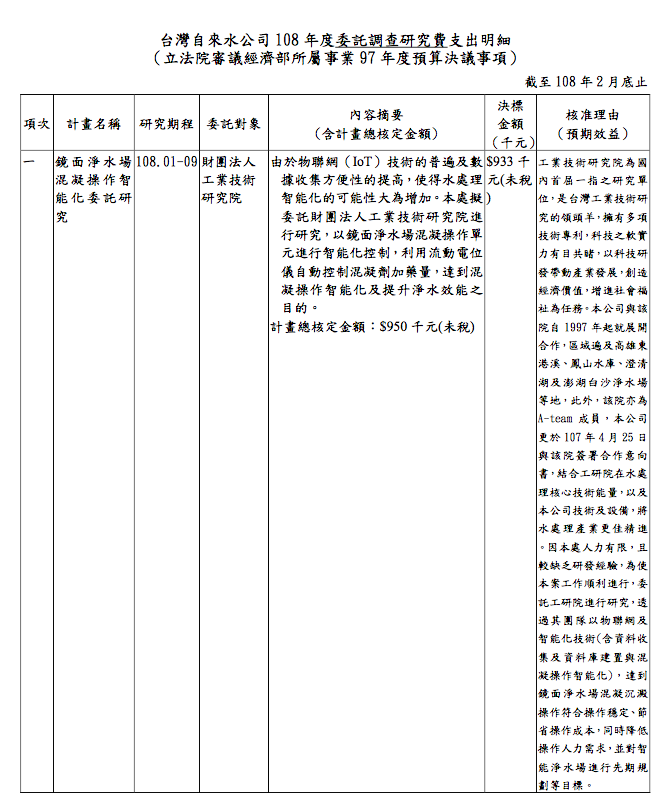 台灣自來水公司 108 年度委託調查研究費支出明細
（立法院審議經濟部所屬事業 97 年度預算決議事項）
截至 108 年 2 月底止
項次
計畫名稱
研究期程
委託對象
內容摘要
（含計畫總核定金額）
決標
金額
（千元）
核准理由
（預期效益）
一
鏡面淨水場
混凝操作智
能化委託研
究
108.01-09
財團法人
工業技術
研究院
由於物聯網（IoT）技術的普遍及數
據收集方便性的提高，使得水處理
智能化的可能性大為增加。本處擬
委託財團法人工業技術研究院進
行研究，以鏡面淨水場混凝操作單
元進行智能化控制，利用流動電位
儀自動控制混凝劑加藥量，達到混
凝操作智能化及提升淨水效能之
目的。
計畫總核定金額：$950 千元(未稅)
$933 千
元(未稅
)
工業技術研究院為國
內首屈一指之研究單
位，是台灣工業技術研
究的領頭羊，擁有多項
技術專利，科技之軟實
力有目共睹，以科技研
發帶動產業發展，創造
經濟價值，增進社會福
祉為任務。本公司與該
院自 1997 年起就展開
合作，區域遍及高雄東
港溪、鳳山水庫、澄清
湖及澎湖白沙淨水場
等地，此外，該院亦為
A-team 成員，本公司
更於 107 年 4 月 25 日
與該院簽署合作意向
書，結合工研院在水處
理核心技術能量，以及
本公司技術及設備，將
水處理產業更佳精進
。因本處人力有限，且
較缺乏研發經驗，為使
本案工作順利進行，委
託工研院進行研究，透
過其團隊以物聯網及
智能化技術(含資料收
集及資料庫建置與混
凝操作智能化)，達到
鏡面淨水場混凝沉澱
操作符合操作穩定、節
省操作成本，同時降低
操作人力需求，並對智
能淨水場進行先期規
劃等目標。